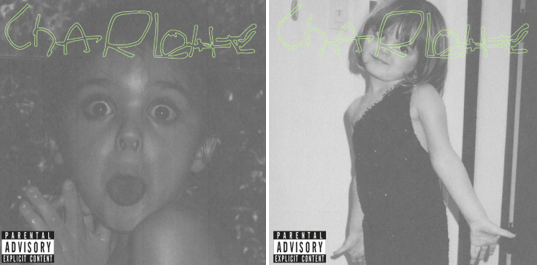 CHARLOttE
CHARLOttE
PARENTAL
ADVISORY
EXPLICIT CONTENT
PARENTAL
ADVISORY
EXPLICIT CONTENT